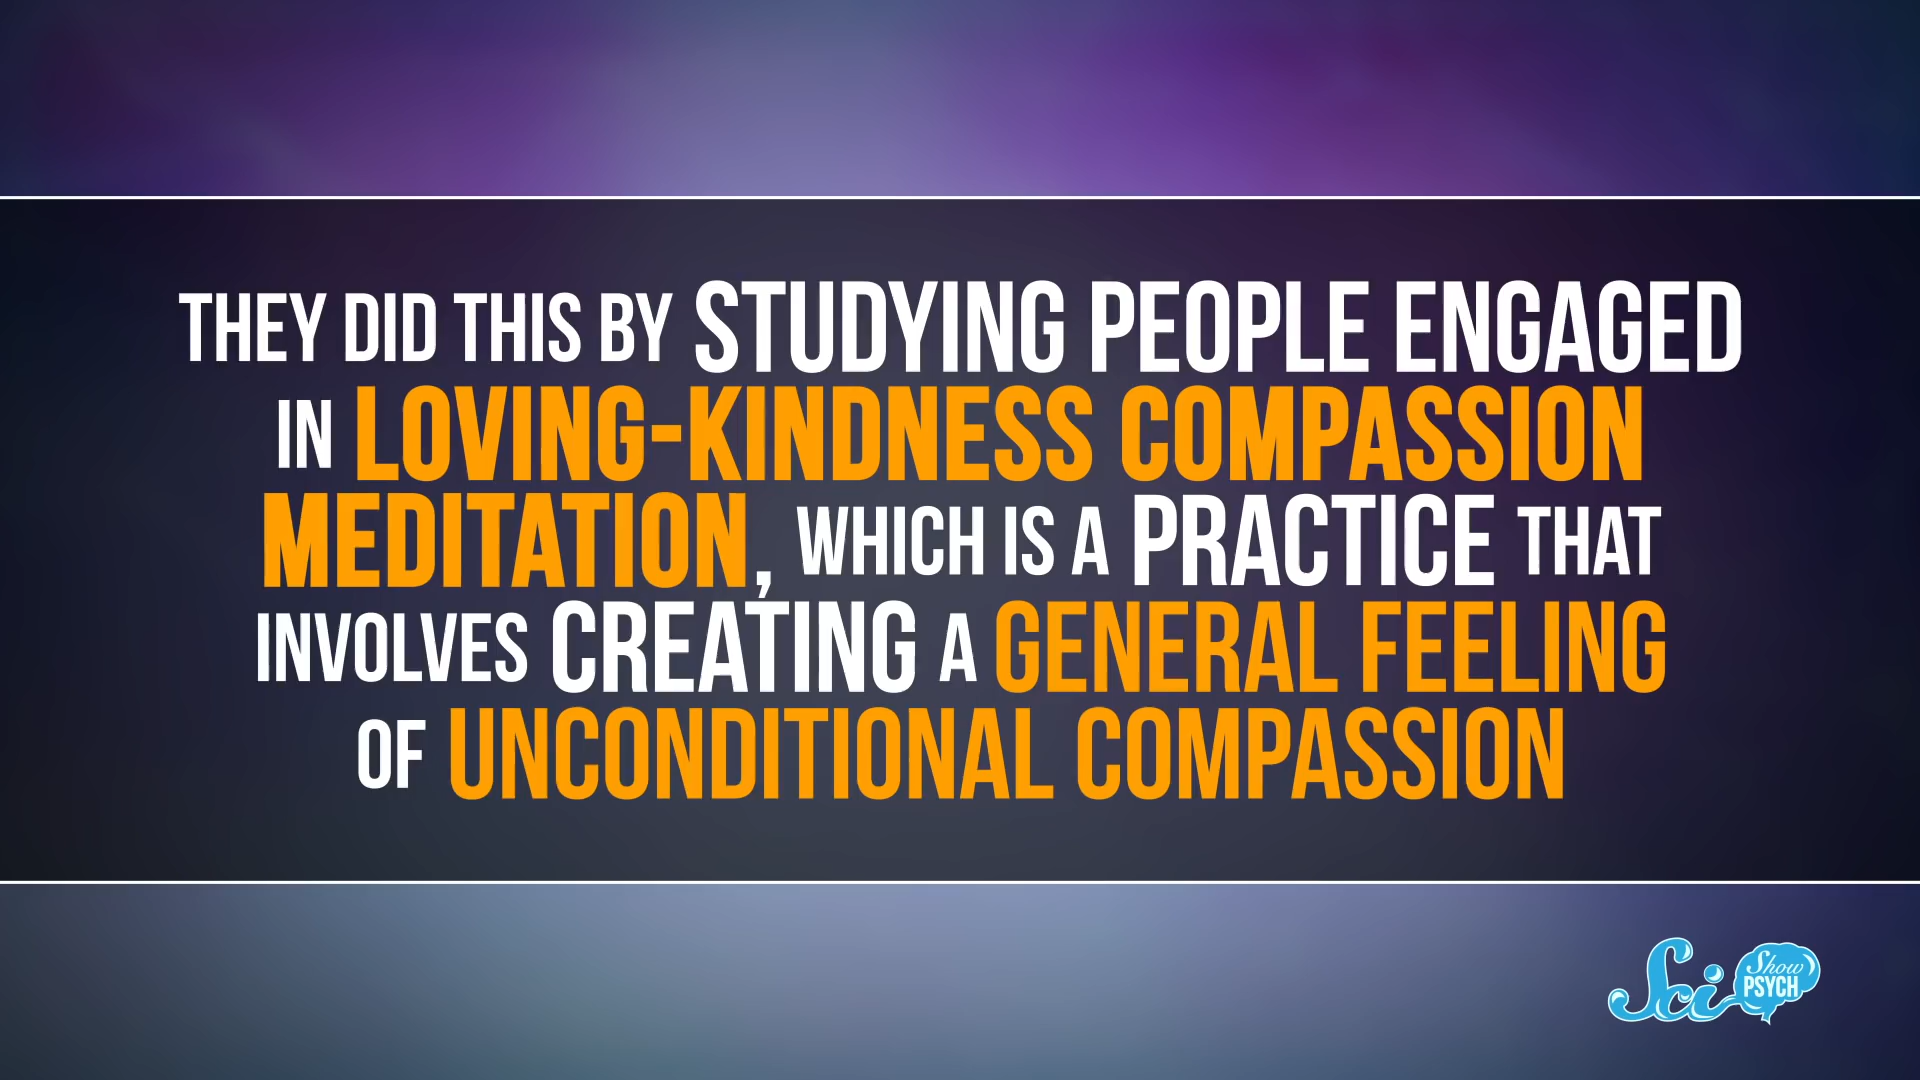 THEY DID THIS BY STUDYING PEOPLE ENGAGED
IN LOVING-KINDNESS COMPASSION
MEDITATION, WHICH IS A PRACTICE THAT
INVOLVES CREATING A GENERAL FEELING
OF UNCONDITIONAL COMPASSION
Sci Show
PSYCH